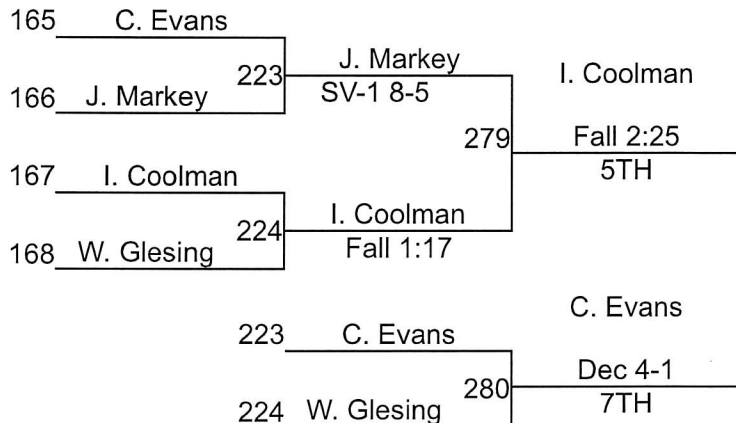 165 C. Evans
223 J. Markey
I. Coolman
166 J. Markey
SV-1 8-5
279 Fall 2:25
5TH
167 I. Coolman
224 I. Coolman
Fall 1:17
168 W. Glesing
C. Evans
223 C. Evans
280 Dec 4-1
7TH
224 W. Glesing